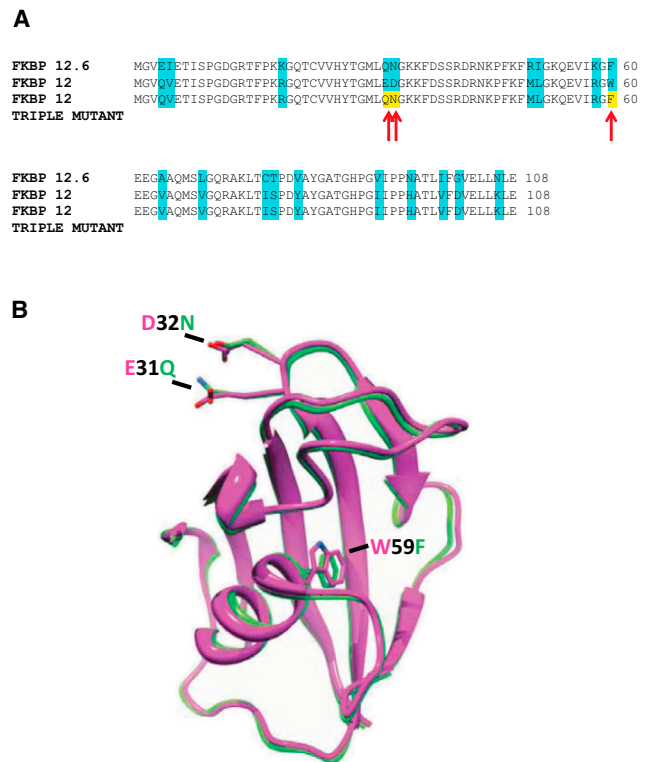 A
FKBP 12.6 MGVEIETISPGDGRTFPKKGQTCVVHYTGMLQNGKKFDSSRDRNKPFKFRIGKQEVIKGF 60
FKBP 12 MGVQVETISPGDGRTFPKRGQTCVVHYTGMLEDGKKFDSSRDRNKPFKFMLGKQEVIRGW 60
FKBP 12 MGVQVETISPGDGRTFPKRGQTCVVHYTGMLQNGKKFDSSRDRNKPFKFMLGKQEVIRGF 60
TRIPLE MUTANT
FKBP 12.6 EEGAAQMSLGQRAKLTCTPDVAYGATGHPGVIPPNATLIFGVELLNLE 108
FKBP 12 EEGVAQMSVGQRAKLTISPDYAYGATGHPGIIPPHATLVFDVELLKLE 108
FKBP 12 EEGVAQMSVGQRAKLTISPDYAYGATGHPGIIPPHATLVFDVELLKLE 108
TRIPLE MUTANT
B
D32N
E31Q
W59F